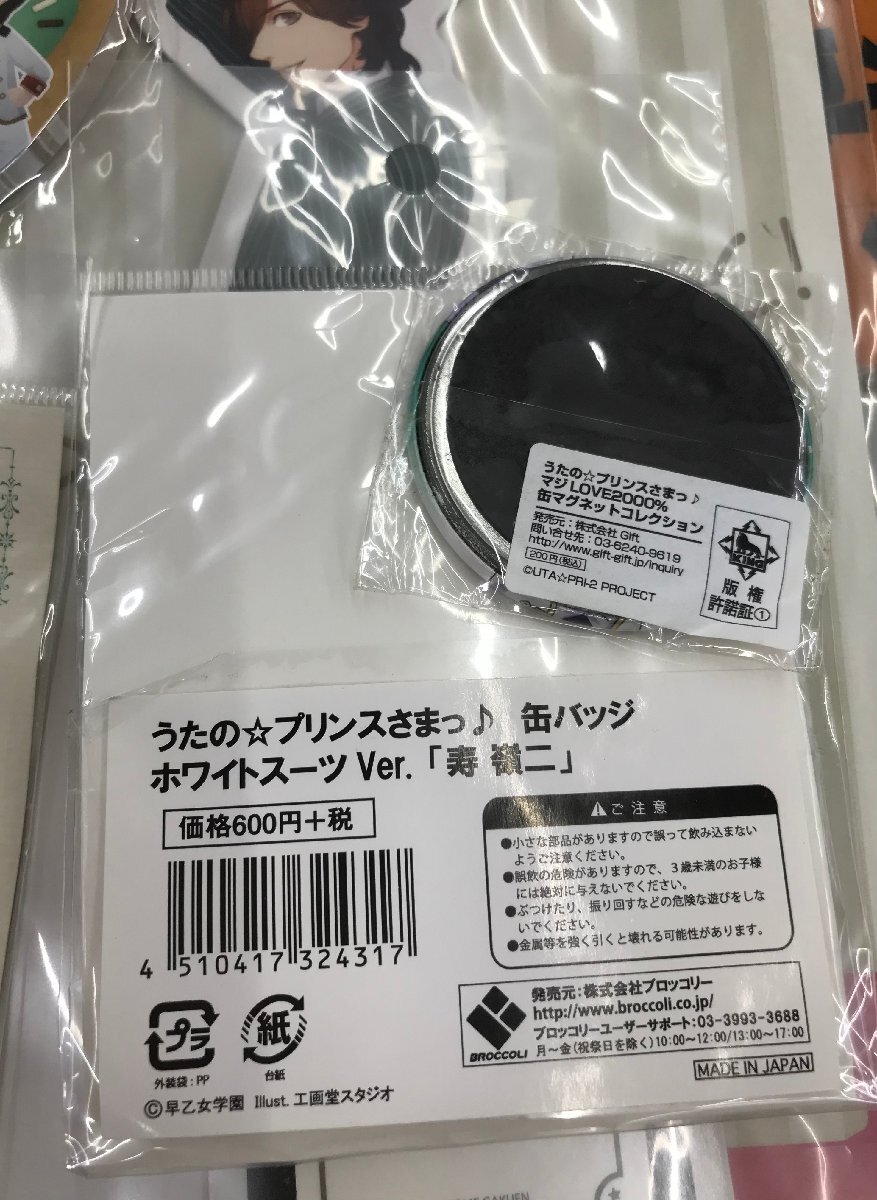 うたの☆プリンスさまっ♪
マジLOVE2000%
缶マグネットコレクション
発売元：株式会社 Gift
問い合せ先：03-6240-9619
http://www.gift-gift.jp/inquiry
200円(税込)
©UTA☆PRI-2 PROJECT
KING
版権
許諾証①
うたの☆プリンスさまっ♪ 缶バッジ
ホワイトスーツ Ver.「寿 嶺二」
価格600円＋税
4 510417 324317
⚠ご注意
●小さな部品がありますので誤って飲み込まない
ようご注意ください。
●誤飲の危険がありますので、３歳未満のお子様
には絶対に与えないでください。
●ぶつけたり、振り回すなどの危険な遊びをしな
いでください。
●金属等を強く引くと壊れる可能性があります。
プラ
外装袋：PP
紙
台紙
BROCCOLI
発売元：株式会社ブロッコリー
http://www.broccoli.co.jp/
ブロッコリーユーザーサポート：03-3993-3688
月～金(祝祭日を除く)10:00～12:00/13:00～17:00
MADE IN JAPAN
©早乙女学園 Illust. 工画堂スタジオ